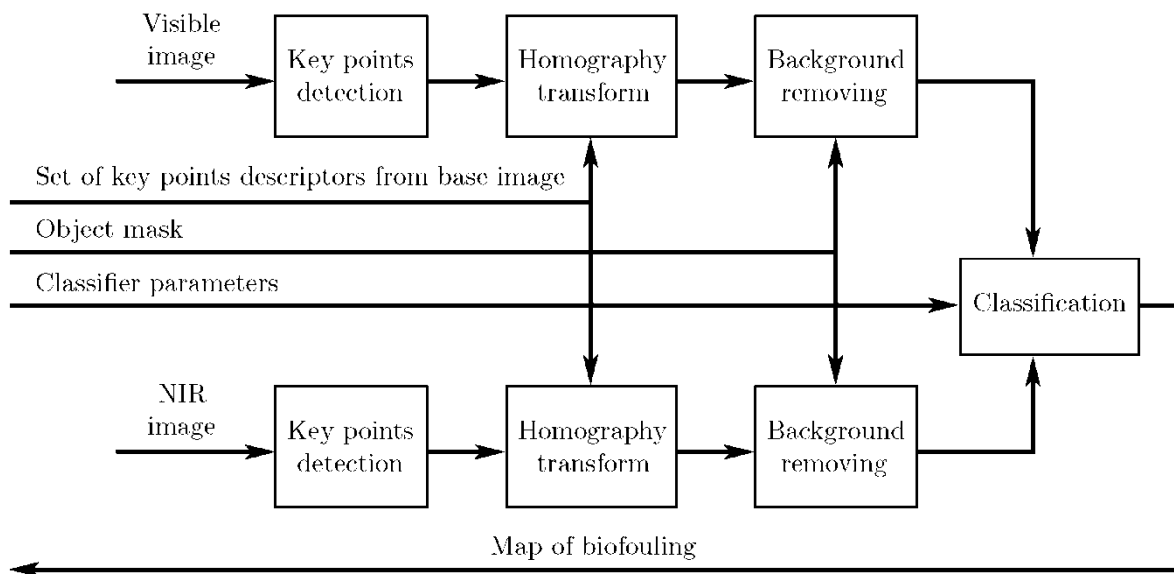 Visible
image
Key points
detection
Homography
transform
Background
removing
Set of key points descriptors from base image
Object mask
Classifier parameters
Classification
NIR
image
Key points
detection
Homography
transform
Background
removing
Map of biofouling